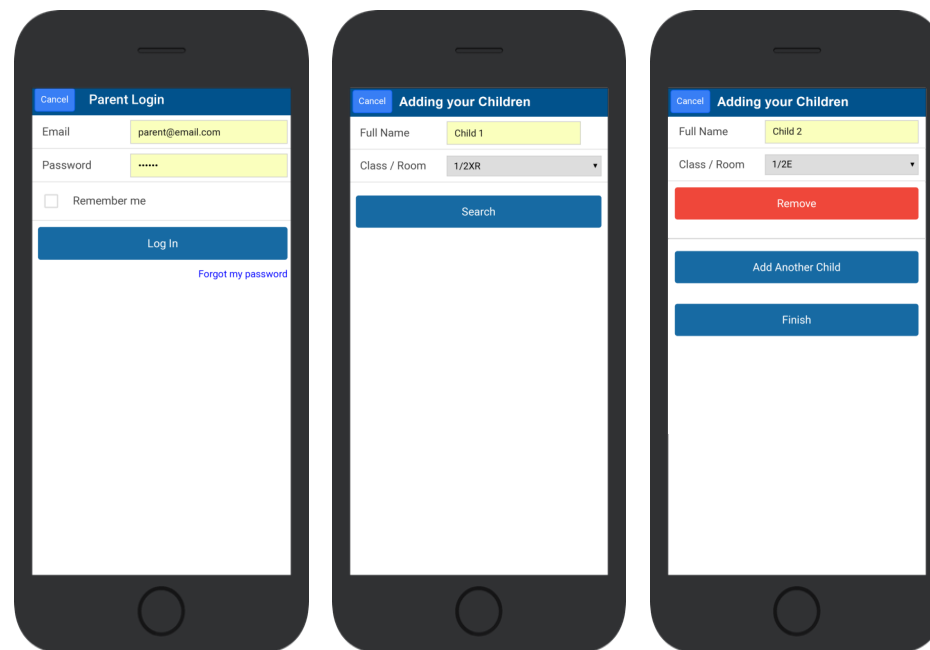 Cancel Parent Login
Email parent@email.com
Password ••••••
Remember me
Log In
Forgot my password
Cancel Adding your Children
Full Name Child 1
Class / Room 1/2XR
Search
Cancel Adding your Children
Full Name Child 2
Class / Room 1/2E
Remove
Add Another Child
Finish